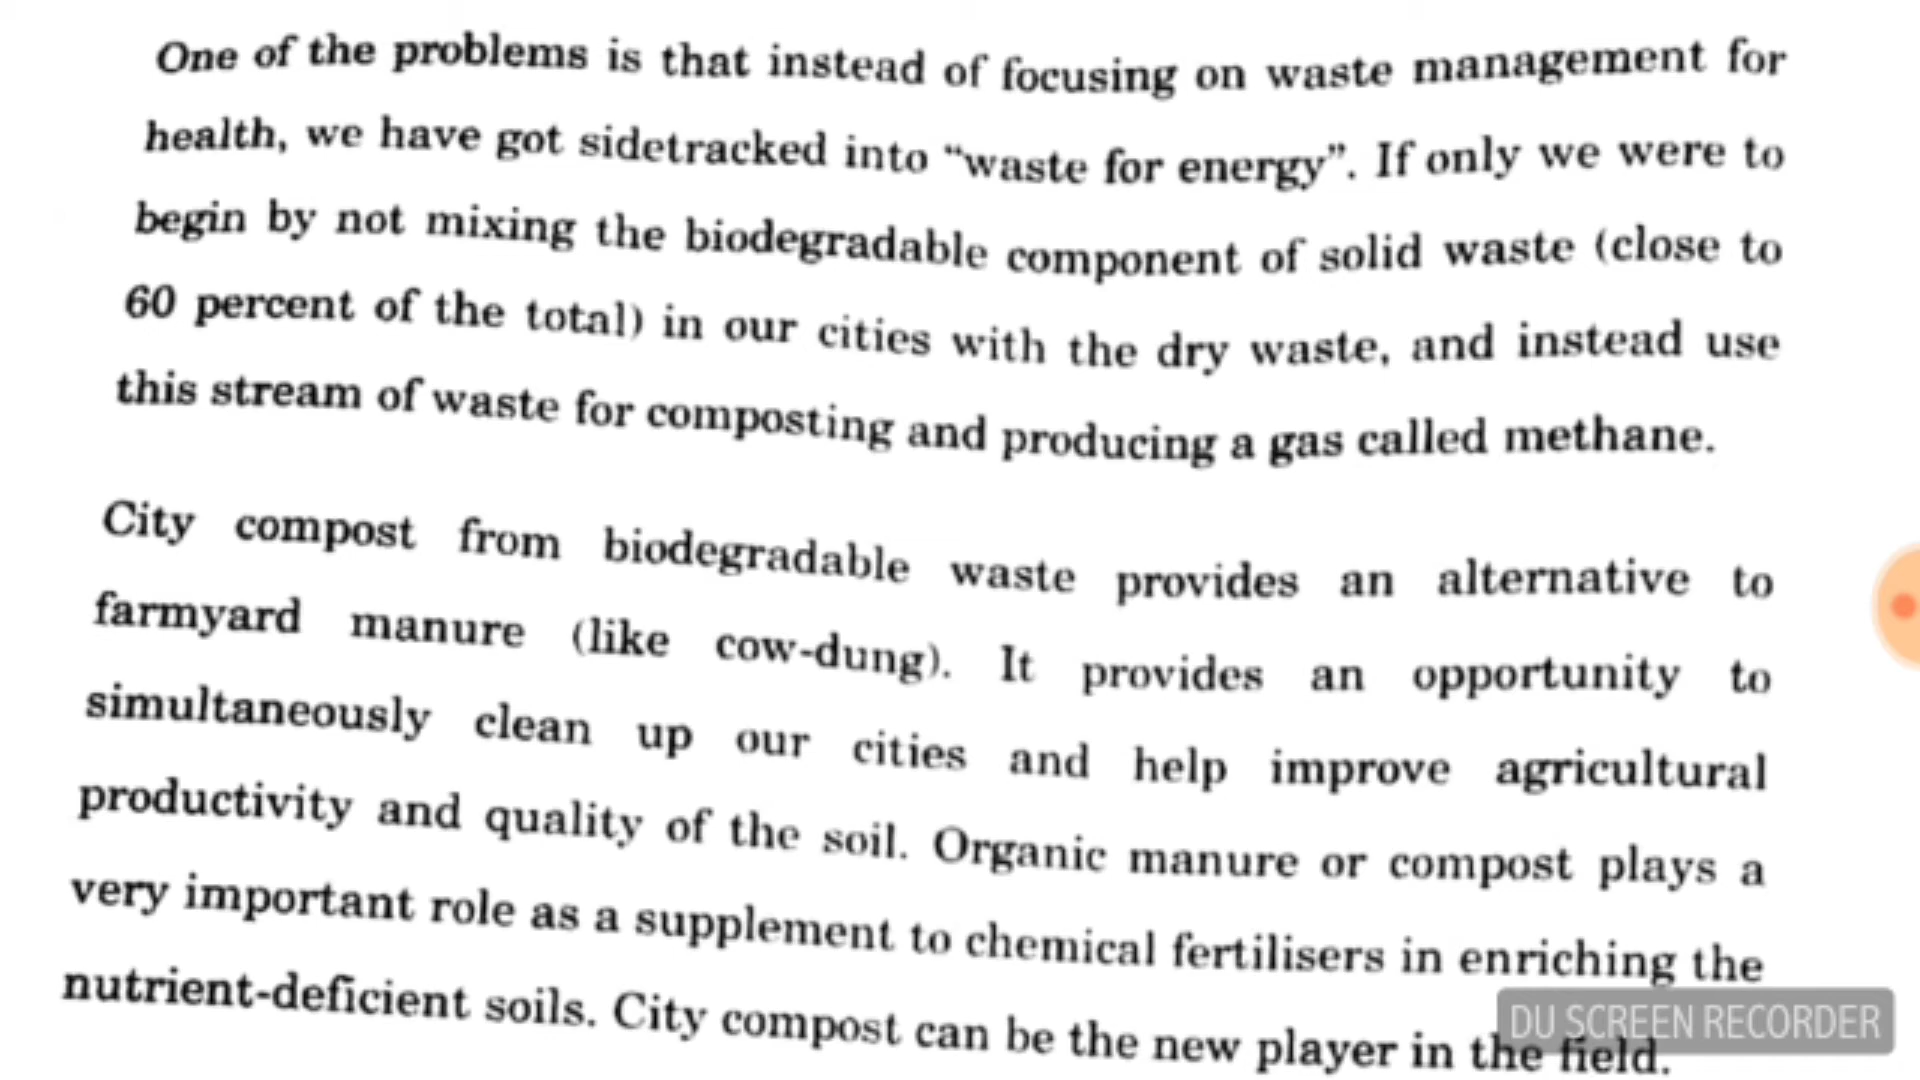 One of the problems is that instead of focusing on waste management for
health, we have got sidetracked into “waste for energy”. If only we were to
begin by not mixing the biodegradable component of solid waste (close to
60 percent of the total) in our cities with the dry waste, and instead use
this stream of waste for composting and producing a gas called methane.
City compost from biodegradable waste provides an alternative to
farmyard manure (like cow-dung). It provides an opportunity to
simultaneously clean up our cities and help improve agricultural
productivity and quality of the soil. Organic manure or compost plays a
very important role as a supplement to chemical fertilisers in enriching the
nutrient-deficient soils. City compost can be the new player in the field.
DU SCREEN RECORDER